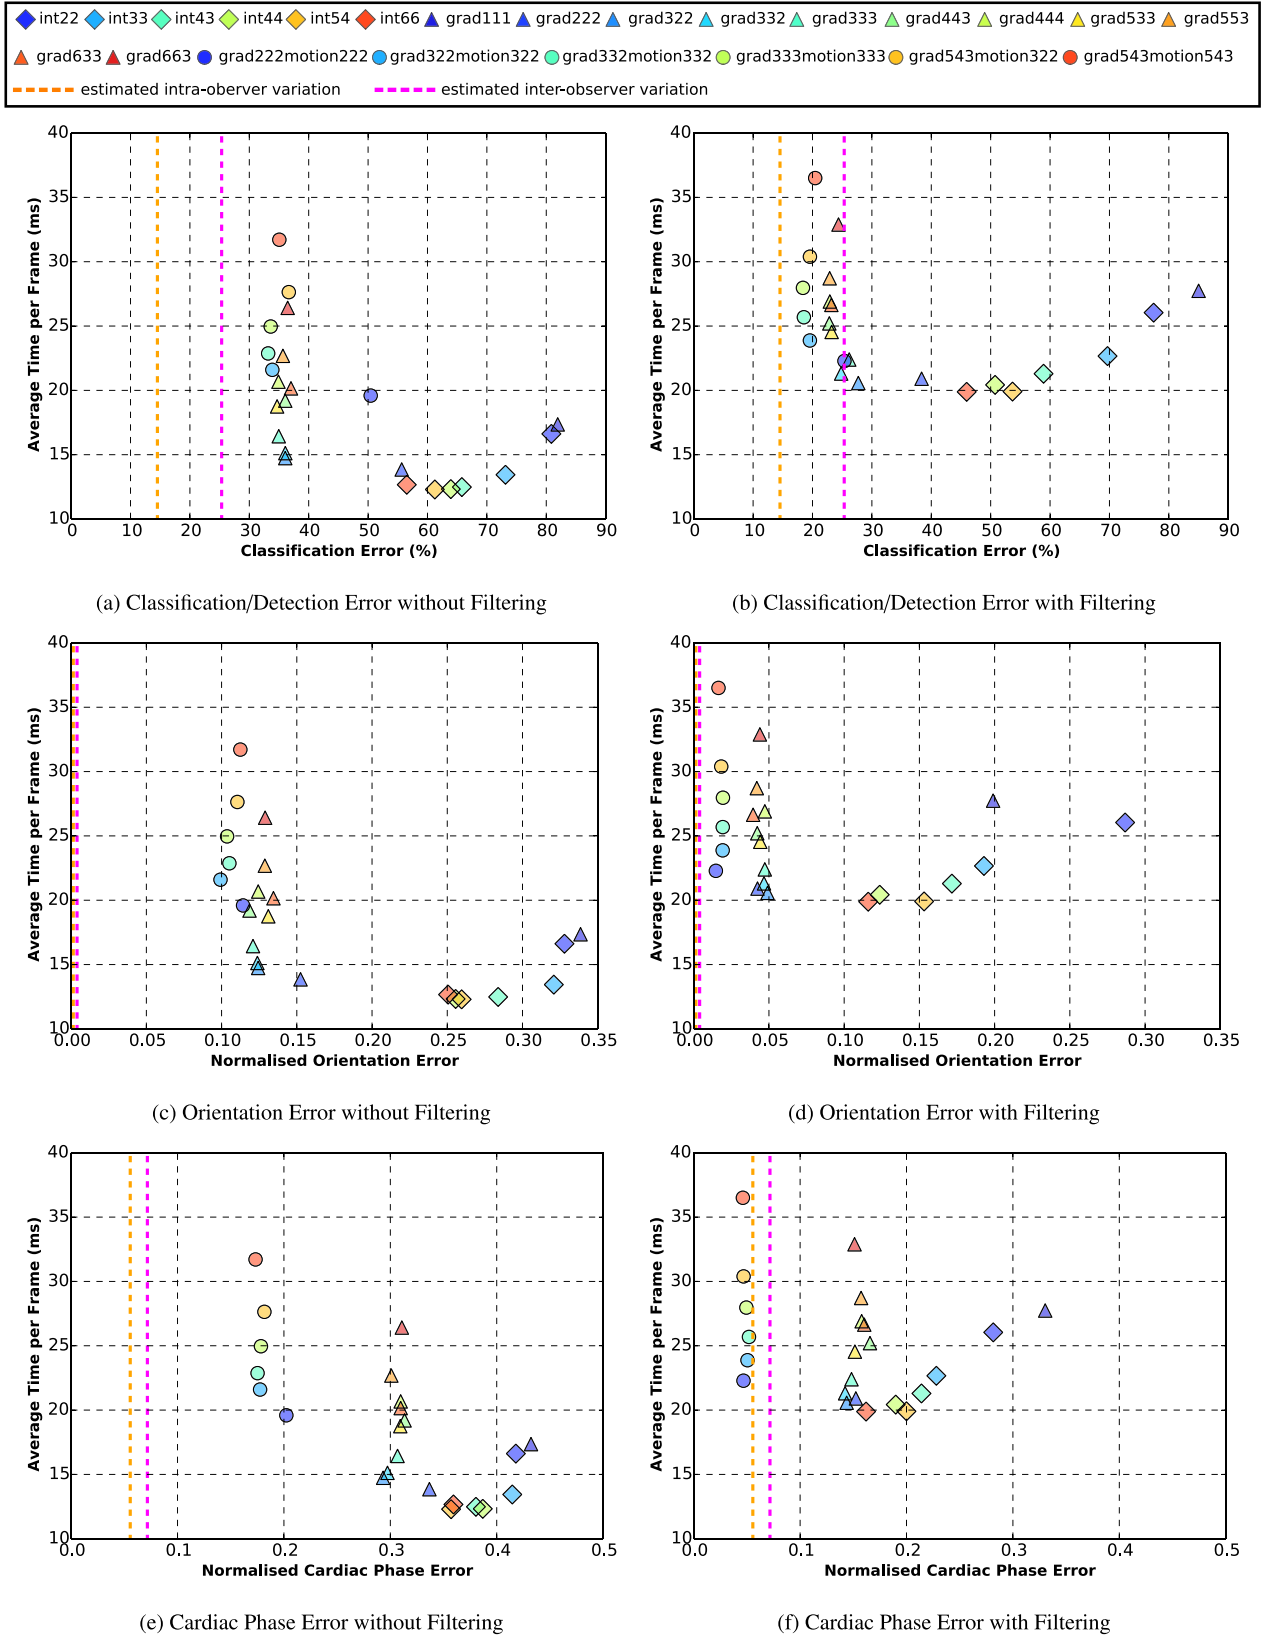 int22 int33 int43 int44 int54 int66 grad111 grad222 grad322 grad332 grad333 grad443 grad444 grad533 grad553
grad633 grad663 grad222motion222 grad322motion322 grad332motion332 grad333motion333 grad543motion322 grad543motion543
estimated intra-oberver variation estimated inter-observer variation
40
35
30
25
20
15
10
Average Time per Frame (ms)
0 10 20 30 40 50 60 70 80 90
Classification Error (%)
(a) Classification/Detection Error without Filtering
40
35
30
25
20
15
10
Average Time per Frame (ms)
0 10 20 30 40 50 60 70 80 90
Classification Error (%)
(b) Classification/Detection Error with Filtering
40
35
30
25
20
15
10
Average Time per Frame (ms)
0.00 0.05 0.10 0.15 0.20 0.25 0.30 0.35
Normalised Orientation Error
(c) Orientation Error without Filtering
40
35
30
25
20
15
10
Average Time per Frame (ms)
0.00 0.05 0.10 0.15 0.20 0.25 0.30 0.35
Normalised Orientation Error
(d) Orientation Error with Filtering
40
35
30
25
20
15
10
Average Time per Frame (ms)
0.0 0.1 0.2 0.3 0.4 0.5
Normalised Cardiac Phase Error
(e) Cardiac Phase Error without Filtering
40
35
30
25
20
15
10
Average Time per Frame (ms)
0.0 0.1 0.2 0.3 0.4 0.5
Normalised Cardiac Phase Error
(f) Cardiac Phase Error with Filtering